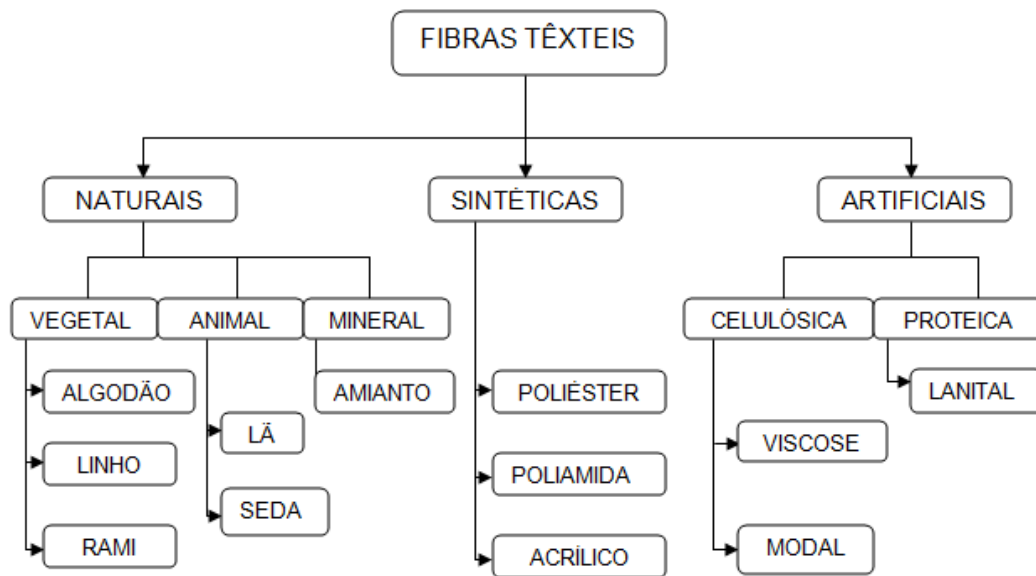 FIBRAS TÊXTEIS
NATURAIS
SINTÉTICAS
ARTIFICIAIS
VEGETAL
ANIMAL
MINERAL
CELULÓSICA
PROTEICA
ALGODÃO
AMIANTO
POLIÉSTER
LANITAL
LÃ
VISCOSE
LINHO
POLIAMIDA
SEDA
RAMI
ACRÍLICO
MODAL